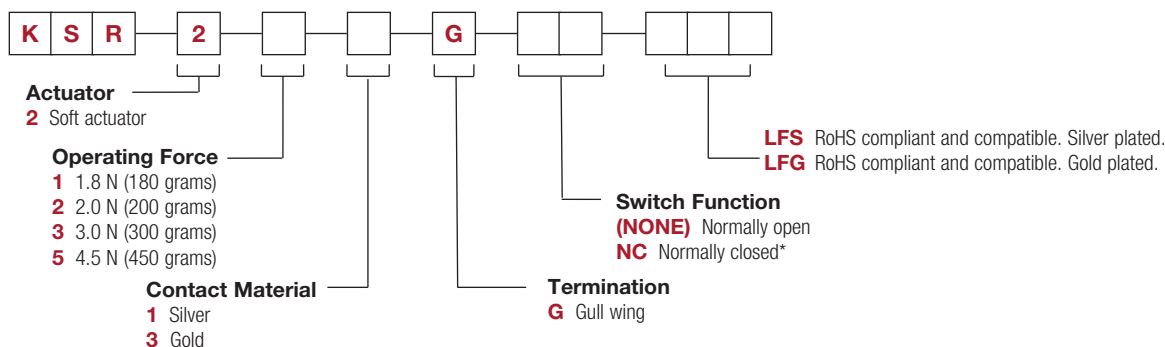 K S R 2 G
Actuator
2 Soft actuator
Operating Force
1 1.8 N (180 grams)
2 2.0 N (200 grams)
3 3.0 N (300 grams)
5 4.5 N (450 grams)
Contact Material
1 Silver
3 Gold
Termination
G Gull wing
Switch Function
(NONE) Normally open
NC Normally closed*
LFS RoHS compliant and compatible. Silver plated.
LFG RoHS compliant and compatible. Gold plated.